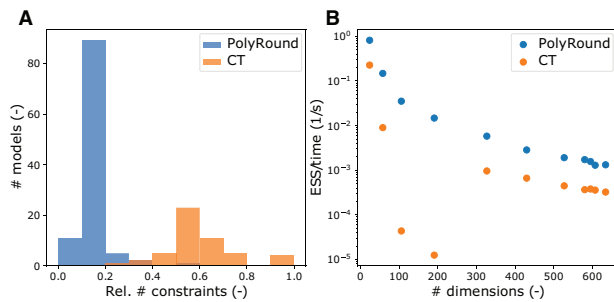 A
PolyRound
CT
# models (-)
80
60
40
20
0
0.0 0.2 0.4 0.6 0.8 1.0
Rel. # constraints (-)
B
PolyRound
CT
ESS/time (1/s)
10⁰
10⁻¹
10⁻²
10⁻³
10⁻⁴
10⁻⁵
0 100 200 300 400 500 600
# dimensions (-)